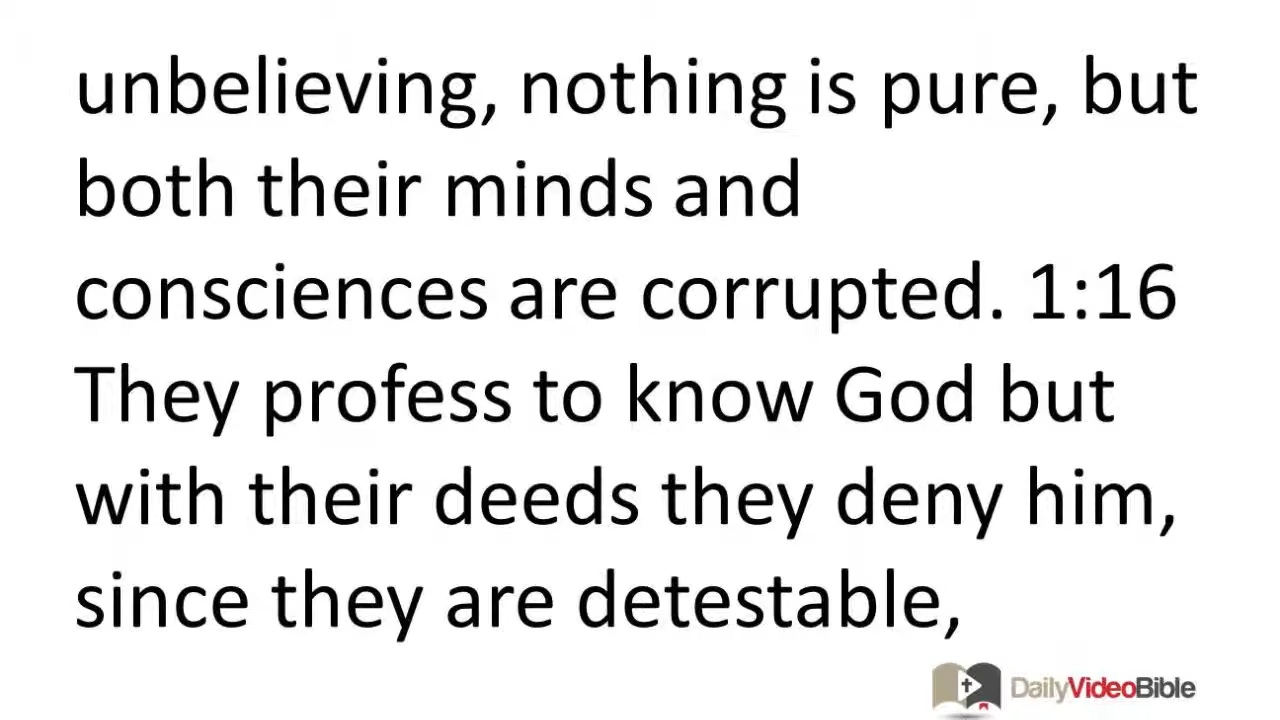 unbelieving, nothing is pure, but
both their minds and
consciences are corrupted. 1:16
They profess to know God but
with their deeds they deny him,
since they are detestable,
DailyVideoBible